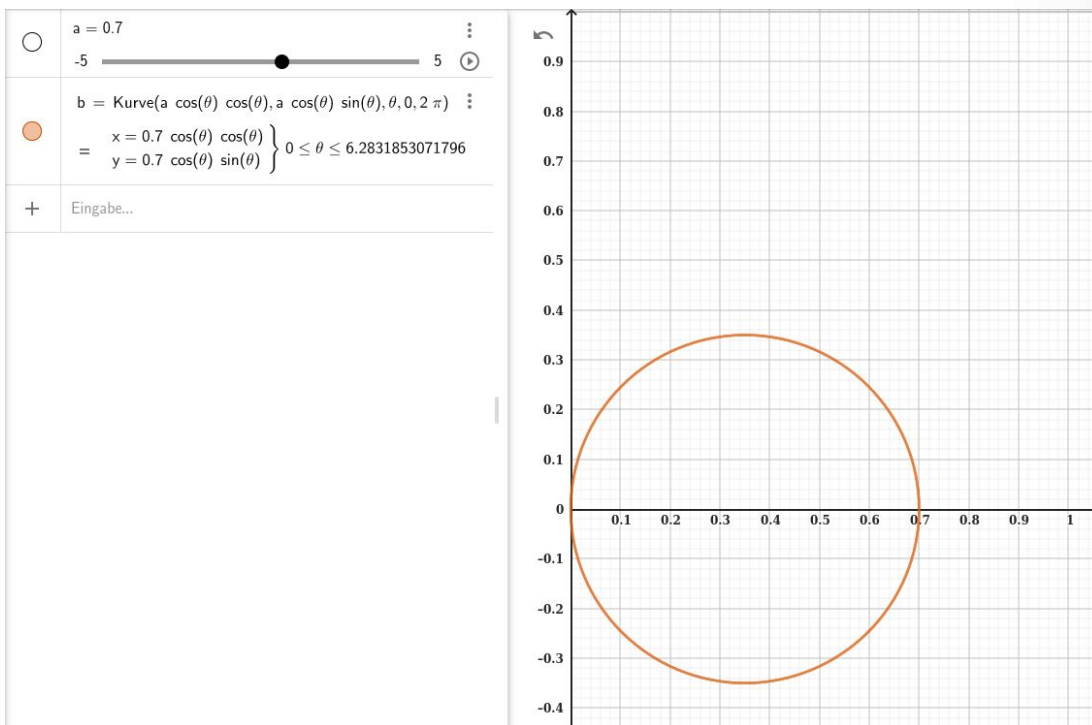 a = 0.7
-5 5
b = Kurve(a cos(θ) cos(θ), a cos(θ) sin(θ), θ, 0, 2 π)
x = 0.7 cos(θ) cos(θ)
= } 0 ≤ θ ≤ 6.2831853071796
y = 0.7 cos(θ) sin(θ)
+ Eingabe...
0.9
0.8
0.7
0.6
0.5
0.4
0.3
0.2
0.1
0
0.1 0.2 0.3 0.4 0.5 0.6 0.7 0.8 0.9 1
-0.1
-0.2
-0.3
-0.4